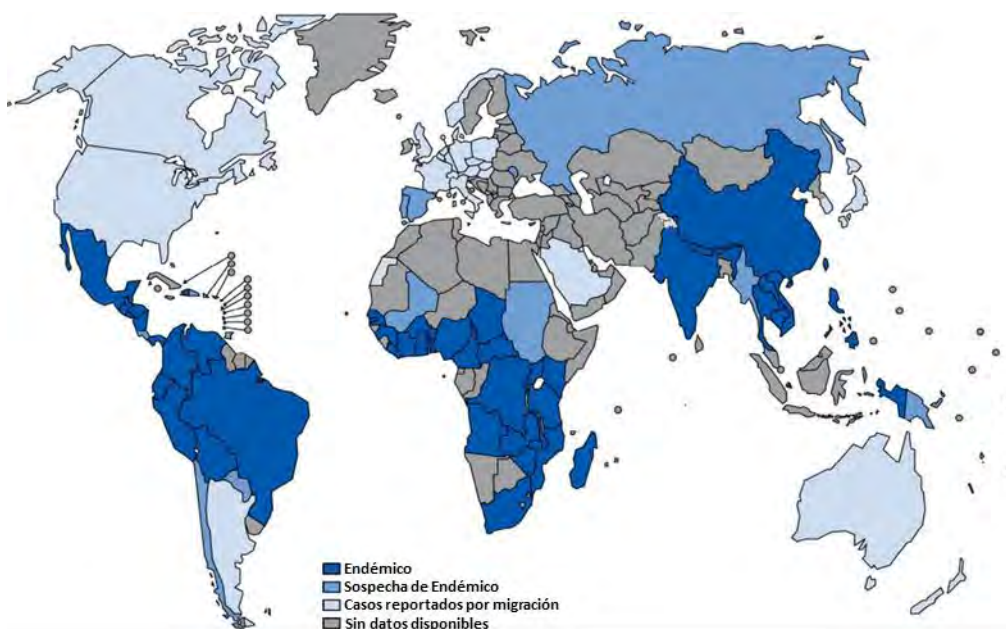 Endémico
Sospecha de Endémico
Casos reportados por migración
Sin datos disponibles